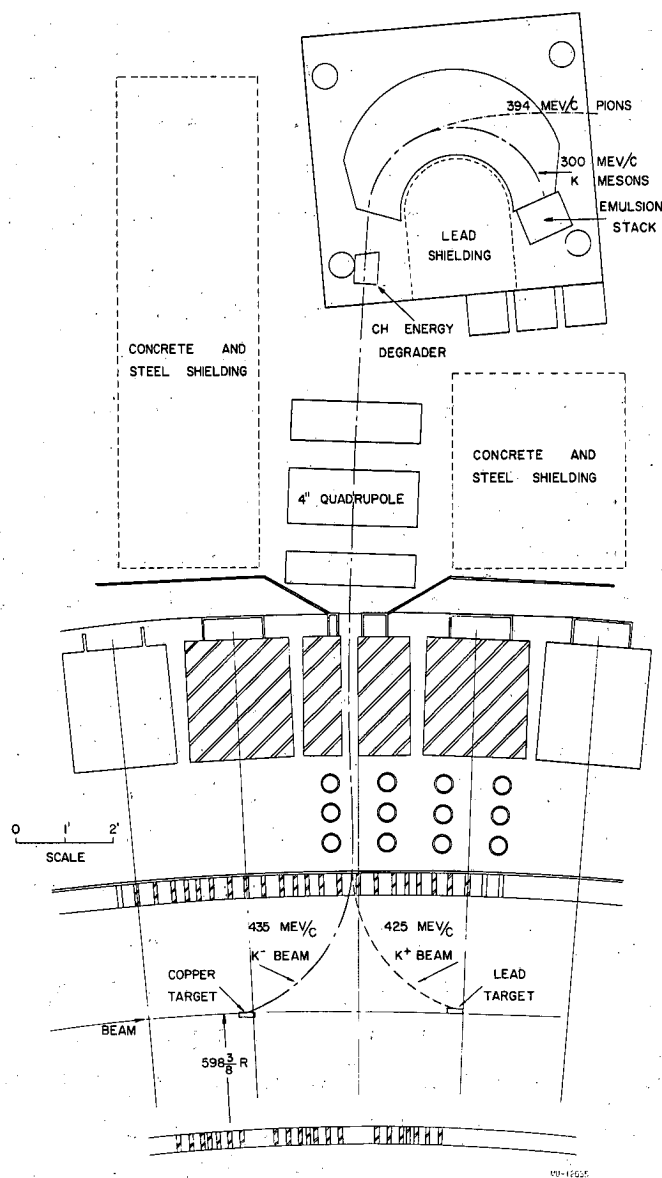 394 MEV/C PIONS
300 MEV/C
K MESONS
EMULSION
STACK
LEAD
SHIELDING
CH ENERGY
DEGRADER
CONCRETE AND
STEEL SHIELDING
CONCRETE AND
STEEL SHIELDING
4" QUADRUPOLE
0 1' 2'
SCALE
435 MEV/C
K⁻ BEAM
425 MEV/C
K⁺ BEAM
COPPER
TARGET
LEAD
TARGET
BEAM
598 3/8 R